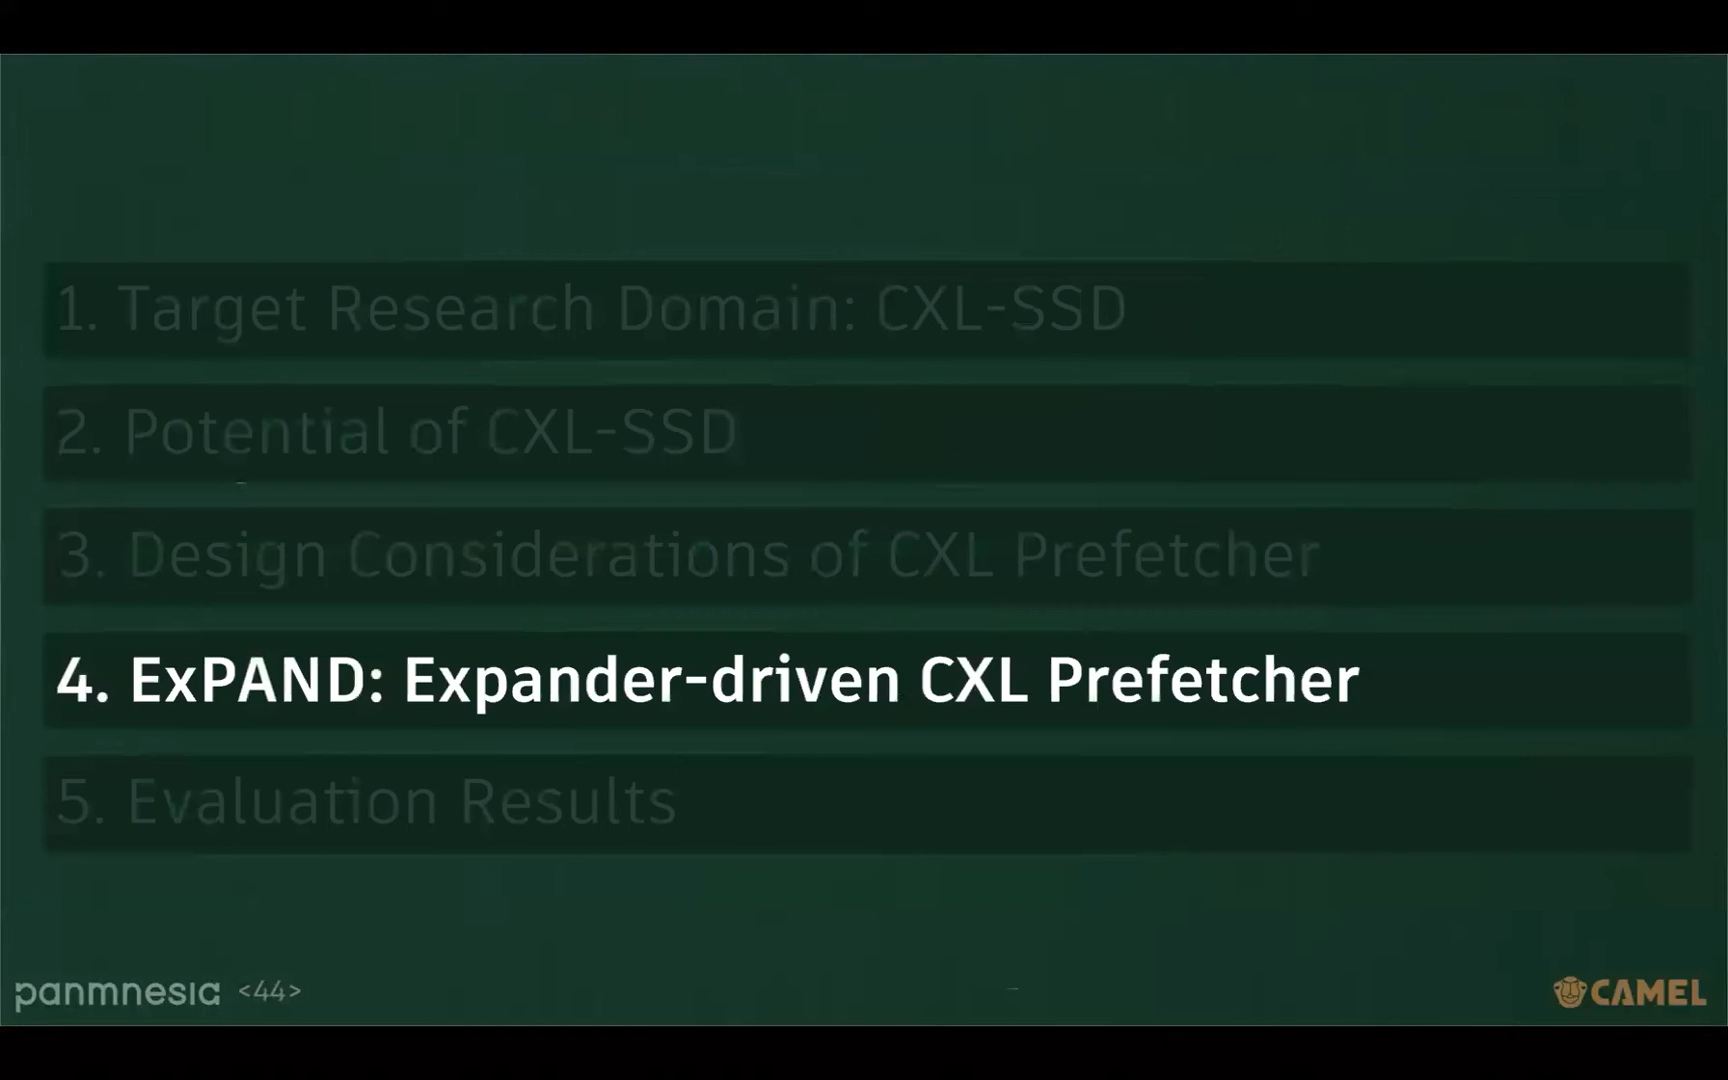 1. Target Research Domain: CXL-SSD
2. Potential of CXL-SSD
3. Design Considerations of CXL Prefetcher
4. ExPAND: Expander-driven CXL Prefetcher
5. Evaluation Results
panmnesia <44>
CAMEL